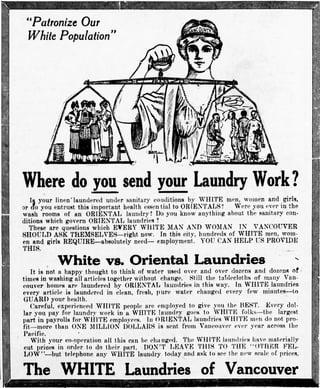 "Patronize Our
White Population"
Where do you send your Laundry Work?
Is your linen laundered under sanitary conditions by WHITE men, women and girls,
or do you entrust this important health essential to ORIENTALS? Were you ever in the
wash rooms of an ORIENTAL laundry? Do you know anything about the sanitary con-
ditions which govern ORIENTAL laundries?
These are questions which EVERY WHITE MAN AND WOMAN IN VANCOUVER
SHOULD ASK THEMSELVES—right now. In this city, hundreds of WHITE men, wom-
en and girls REQUIRE—absolutely need— employment. YOU CAN HELP US PROVIDE
THIS.
White vs. Oriental Laundries
It is not a happy thought to think of water used over and over dozens and dozens of
times in washing all articles together without change. Still the tablecloths of many Van-
couver homes are laundered by ORIENTAL laundries in this way. In WHITE laundries
every article is laundered in clean, fresh, pure water changed every few minutes—to
GUARD your health.
Careful, experienced WHITE people are employed to give you the BEST. Every dol-
lar you pay for laundry work in a WHITE laundry goes to WHITE folks—the largest
part in payrolls for WHITE employees. In ORIENTAL laundries WHITE men do not pro-
fit—more than ONE MILLION DOLLARS is sent from Vancouver ever year across the
Pacific.
With your co-operation all this can be changed. The WHITE laundries have materially
cut prices in order to do their part. DON'T LEAVE THIS TO THE "OTHER FEL-
LOW"—but telephone any WHITE laundry today and ask to see the new scale of prices.
The WHITE Laundries of Vancouver